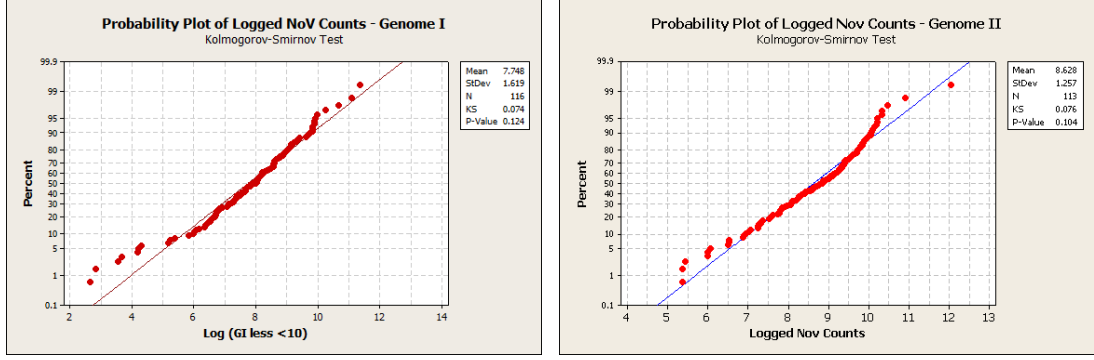 Probability Plot of Logged NoV Counts - Genome I
Kolmogorov-Smirnov Test
99.9
99
95
90
80
70
60
50
40
30
20
10
5
1
0.1
Percent
2
4
6
8
10
12
14
Log (GI less <10)
Mean 7.748
StDev 1.619
N 116
KS 0.074
P-Value 0.124
Probability Plot of Logged Nov Counts - Genome II
Kolmogorov-Smirnov Test
99.9
99
95
90
80
70
60
50
40
30
20
10
5
1
0.1
Percent
4
5
6
7
8
9
10
11
12
13
Logged Nov Counts
Mean 8.628
StDev 1.257
N 113
KS 0.076
P-Value 0.104